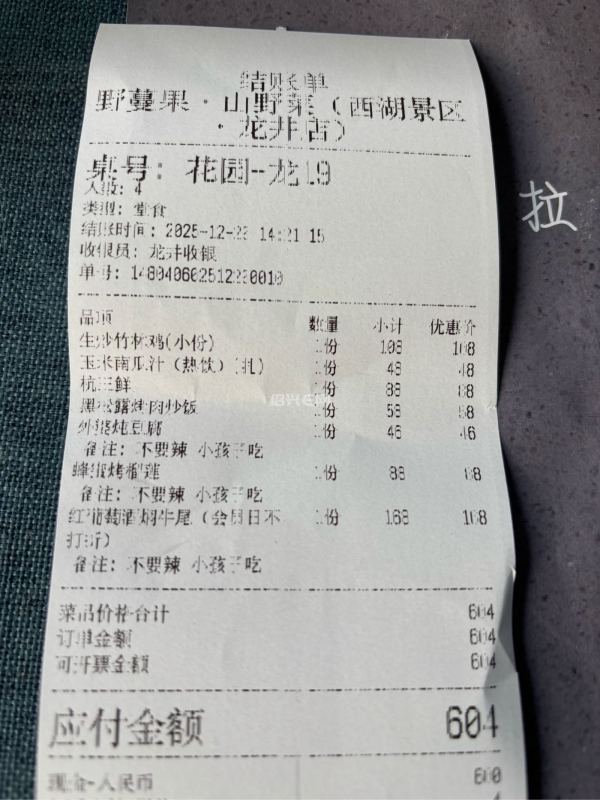 结账单
野蔓果·山野菜（西湖景区
·龙井店）
桌号: 花园-龙19
人数: 4
类型: 堂食
结账时间: 14:21 15
收银员: 龙井收银
单号:
品项 数量 小计 优惠价
生炒竹林鸡(小份) 1份 108 108
玉米南瓜汁（热饮）(扎) 1份 48 48
杭三鲜 1份 88 88
黑松露烤肉炒饭 1份 58 58
外婆炖豆腐 1份 46 46
备注: 不要辣 小孩子吃
蜂蜜烤榴莲 1份 88 88
备注: 不要辣 小孩子吃
红葡萄酒焖牛尾（会员日不 1份 168 168
打折）
备注: 不要辣 小孩子吃
菜品价格合计 604
订单金额 604
可开票金额 604
应付金额 604
现金-人民币 600
拉